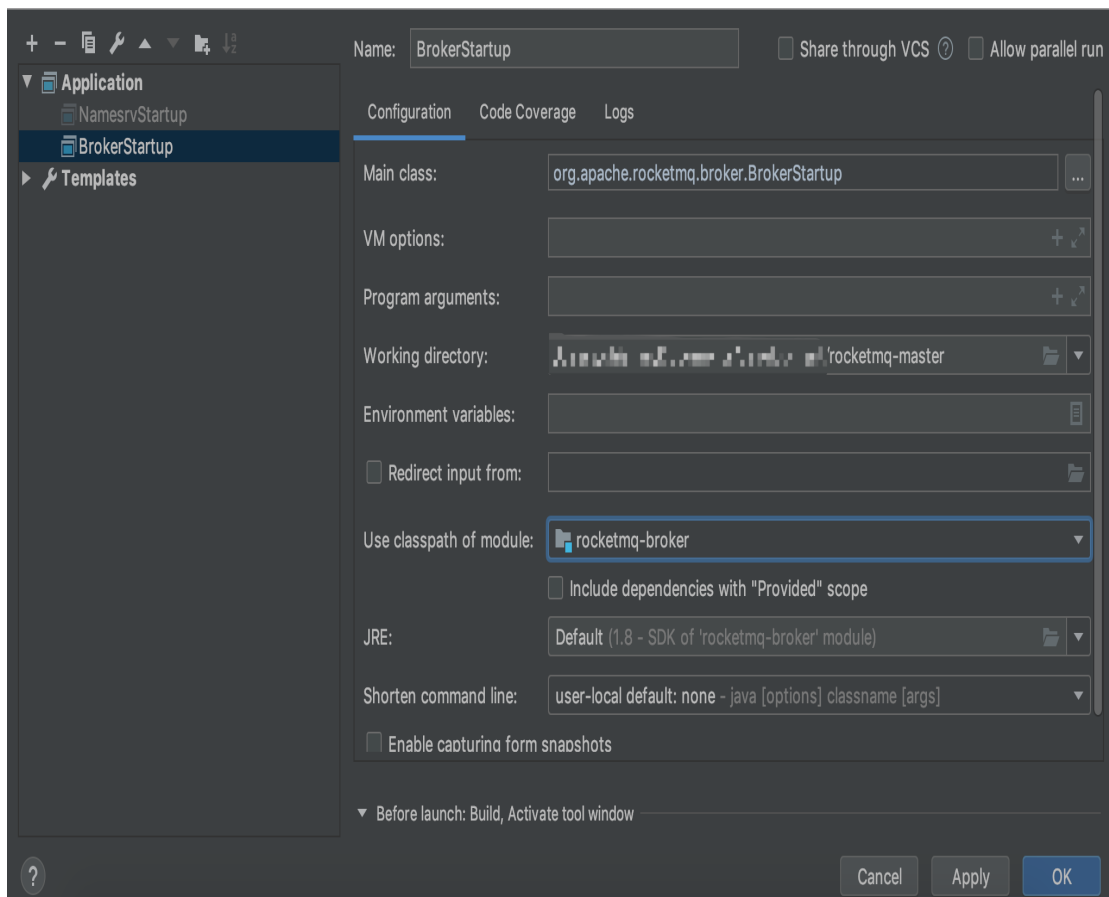 Name: BrokerStartup Share through VCS ? Allow parallel run
Application
NamesrvStartup
BrokerStartup
Templates
Configuration Code Coverage Logs
Main class: org.apache.rocketmq.broker.BrokerStartup ...
VM options:
Program arguments:
Working directory: /rocketmq-master
Environment variables:
Redirect input from:
Use classpath of module: rocketmq-broker
Include dependencies with "Provided" scope
JRE: Default (1.8 - SDK of 'rocketmq-broker' module)
Shorten command line: user-local default: none - java [options] classname [args]
Enable capturing form snapshots
Before launch: Build, Activate tool window
? Cancel Apply OK